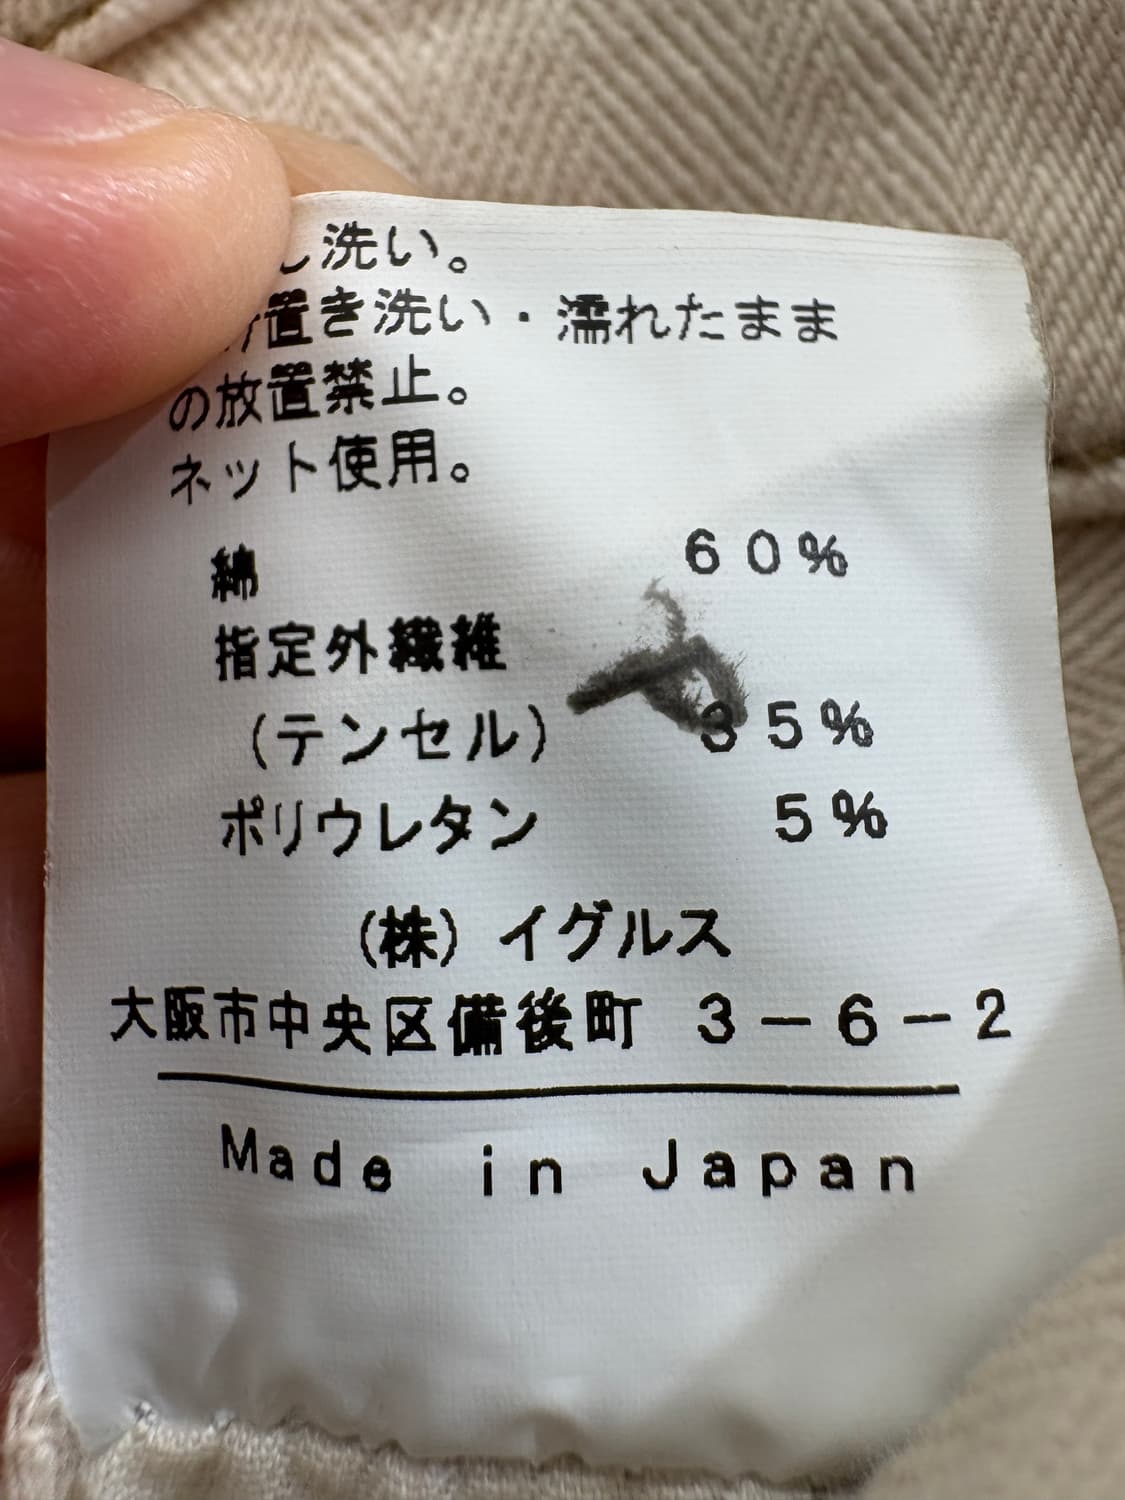 し洗い。
け置き洗い・濡れたまま
の放置禁止。
ネット使用。
綿 60%
指定外繊維
(テンセル) 35%
ポリウレタン 5%
(株) イグルス
大阪市中央区備後町 3-6-2
Made in Japan